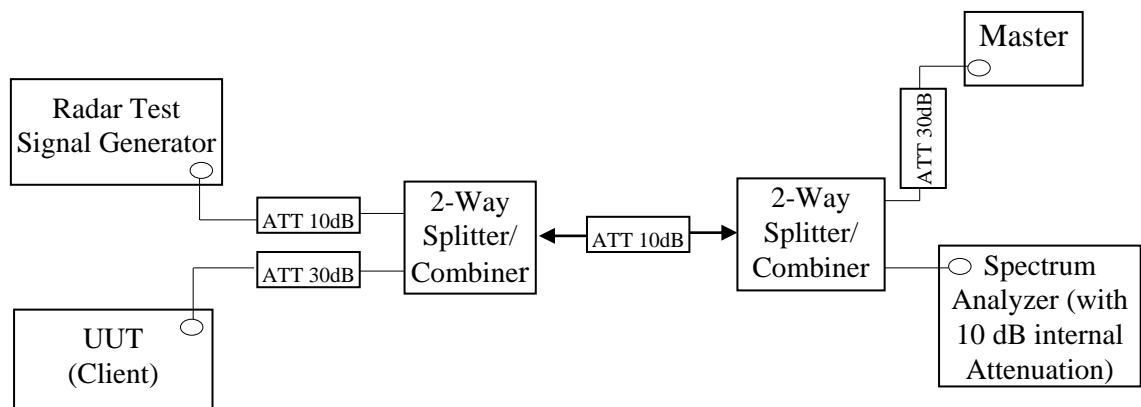 Radar Test
Signal Generator
ATT 10dB
ATT 30dB
UUT
(Client)
2-Way
Splitter/
Combiner
ATT 10dB
2-Way
Splitter/
Combiner
ATT 30dB
Master
Spectrum
Analyzer (with
10 dB internal
Attenuation)